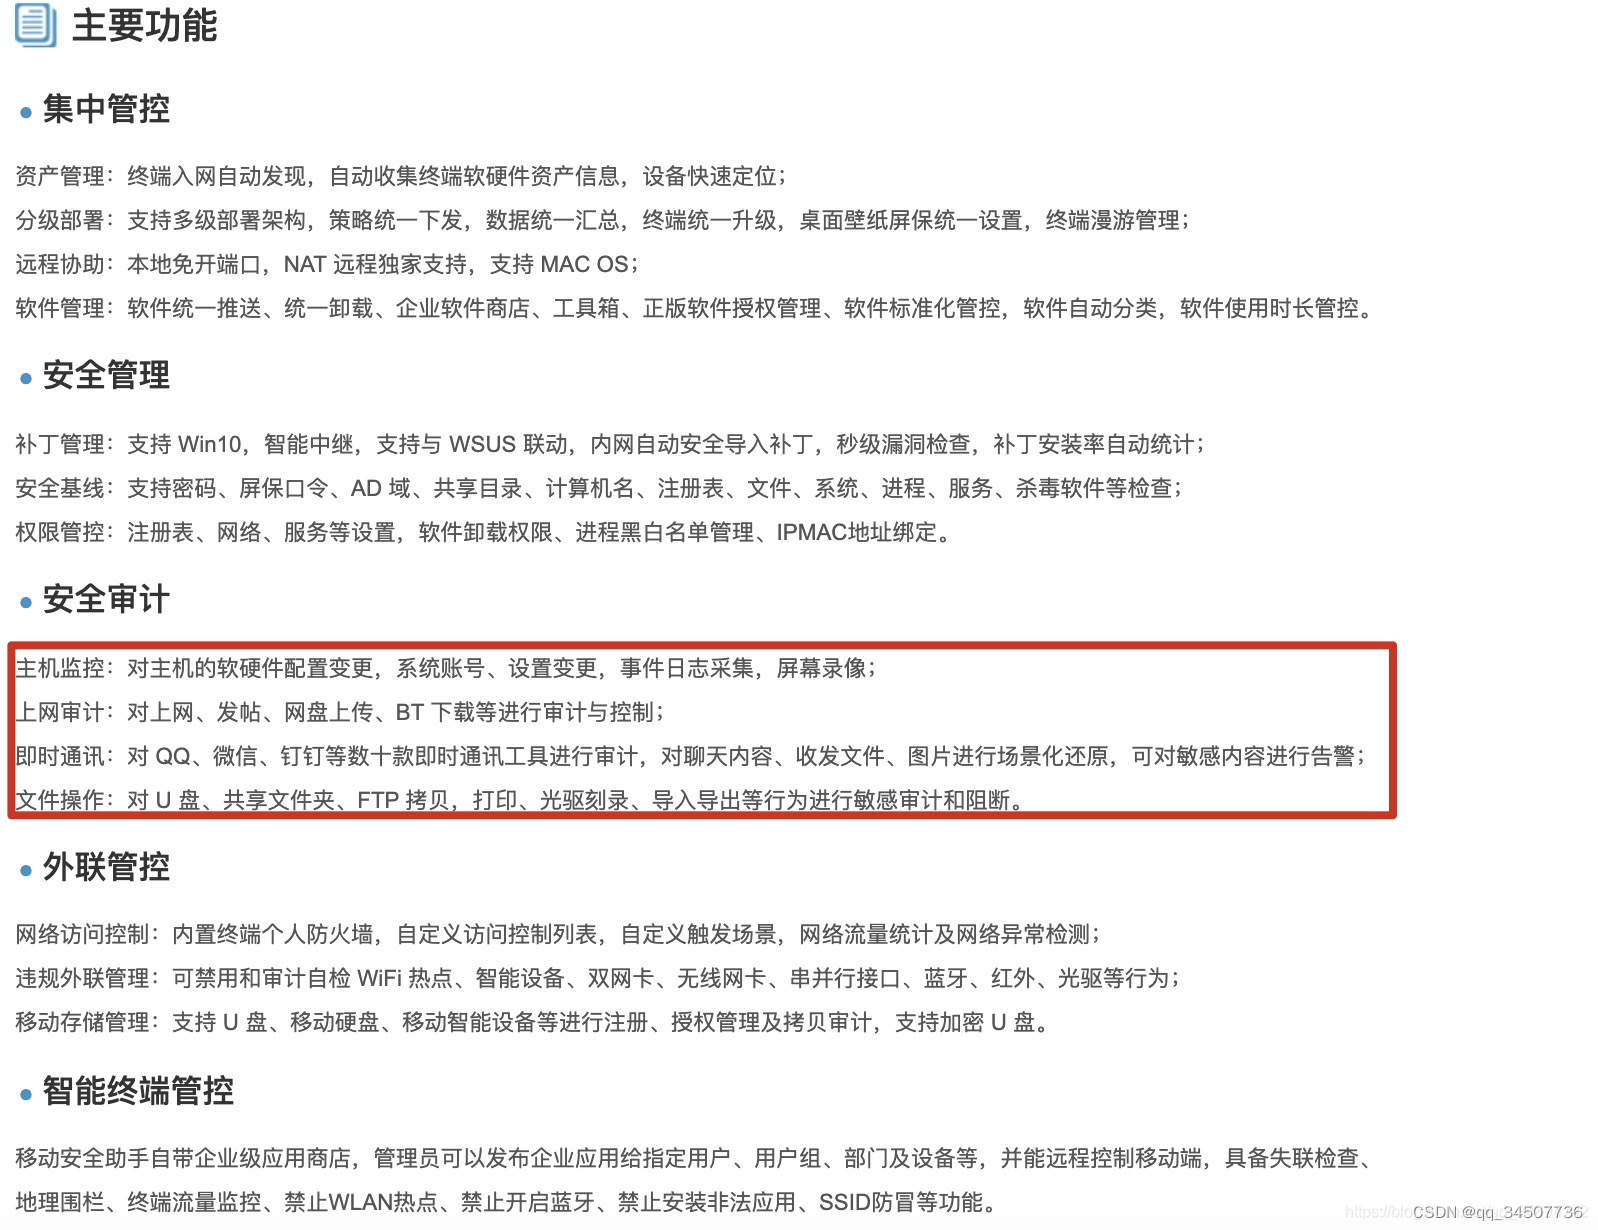 主要功能
集中管控
资产管理：终端入网自动发现，自动收集终端软硬件资产信息，设备快速定位；
分级部署：支持多级部署架构，策略统一下发，数据统一汇总，终端统一升级，桌面壁纸屏保统一设置，终端漫游管理；
远程协助：本地免开端口，NAT 远程独家支持，支持 MAC OS；
软件管理：软件统一推送、统一卸载、企业软件商店、工具箱、正版软件授权管理、软件标准化管控，软件自动分类，软件使用时长管控。
安全管理
补丁管理：支持 Win10，智能中继，支持与 WSUS 联动，内网自动安全导入补丁，秒级漏洞检查，补丁安装率自动统计；
安全基线：支持密码、屏保口令、AD 域、共享目录、计算机名、注册表、文件、系统、进程、服务、杀毒软件等检查；
权限管控：注册表、网络、服务等设置，软件卸载权限、进程黑白名单管理、IPMAC地址绑定。
安全审计
主机监控：对主机的软硬件配置变更，系统账号、设置变更，事件日志采集，屏幕录像；
上网审计：对上网、发帖、网盘上传、BT 下载等进行审计与控制；
即时通讯：对 QQ、微信、钉钉等数十款即时通讯工具进行审计，对聊天内容、收发文件、图片进行场景化还原，可对敏感内容进行告警；
文件操作：对 U 盘、共享文件夹、FTP 拷贝，打印、光驱刻录、导入导出等行为进行敏感审计和阻断。
外联管控
网络访问控制：内置终端个人防火墙，自定义访问控制列表，自定义触发场景，网络流量统计及网络异常检测；
违规外联管理：可禁用和审计自检 WiFi 热点、智能设备、双网卡、无线网卡、串并行接口、蓝牙、红外、光驱等行为；
移动存储管理：支持 U 盘、移动硬盘、移动智能设备等进行注册、授权管理及拷贝审计，支持加密 U 盘。
智能终端管控
移动安全助手自带企业级应用商店，管理员可以发布企业应用给指定用户、用户组、部门及设备等，并能远程控制移动端，具备失联检查、
地理围栏、终端流量监控、禁止WLAN热点、禁止开启蓝牙、禁止安装非法应用、SSID防冒等功能。
CSDN @qq_34507736